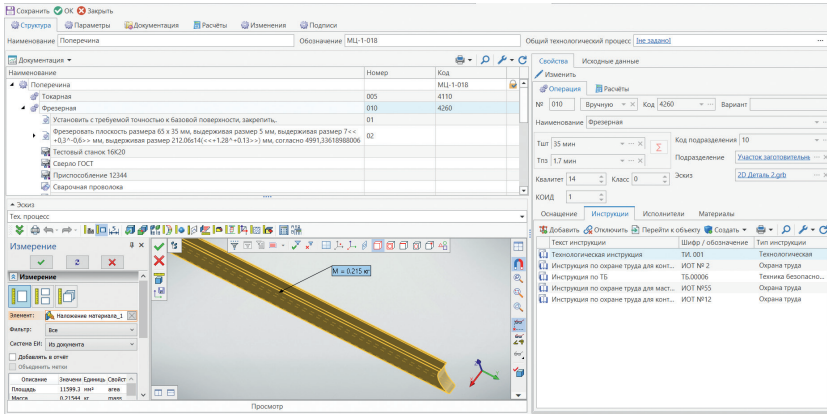 Сохранить OK Закрыть
Структура Параметры Документация Расчёты Изменения Подписи
Наименование Поперечина Обозначение МЦ-1-018 Общий технологический процесс [не задано]
Документация
Наименование Номер Код
Поперечина МЦ-1-018
Токарная 005 4110
Фрезерная 010 4260
Установить с требуемой точностью к базовой поверхности, закрепить,. 01
Фрезеровать плоскость размера 65 x 35 мм, выдерживая размер 5 мм, выдерживая размер 7<<
+0,3^-0,6>> мм, выдерживая размер 212.06s14(<<+1.28^+0.13>>) мм, согласно 4991,33618988006 02
Тестовый станок 16К20
Сверло ГОСТ
Приспособление 12344
Сварочная проволока
Эскиз
Тех. процесс
Измерение
Измерение
Элемент: Наложение материала_1
Фильтр: Все
Система ЕИ: Из документа
Добавлять в отчёт
Объединить метки
Описание Значени Единиць Свойст
Площадь 11599.3 мм² area
Масса 0.21544 кг mass
M = 0.215 кг
Просмотр
Свойства Исходные данные
Изменить
Операция Расчёты
№ 010 Вручную Код 4260 Вариант
Наименование Фрезерная
Тшт 35 мин Σ Код подразделения 10
Тпз 1.7 мин Подразделение Участок заготовительнь
Квалитет 14 Класс 0 Эскиз 2D Деталь 2.grb
КОИД 1
Оснащение Инструкции Исполнители Материалы
Добавить Отключить Перейти к объекту Создать
Текст инструкции Шифр / обозначение Тип инструкции
Технологическая инструкция ТИ. 001 Технологическая
Инструкция по охране труда для конт... ИОТ № 2 Охрана труда
Инструкция по ТБ ТБ.00006 Техника безопасно...
Инструкция по охране труда для маст... ИОТ №55 Охрана труда
Инструкция по охране труда для конт... ИОТ №12 Охрана труда